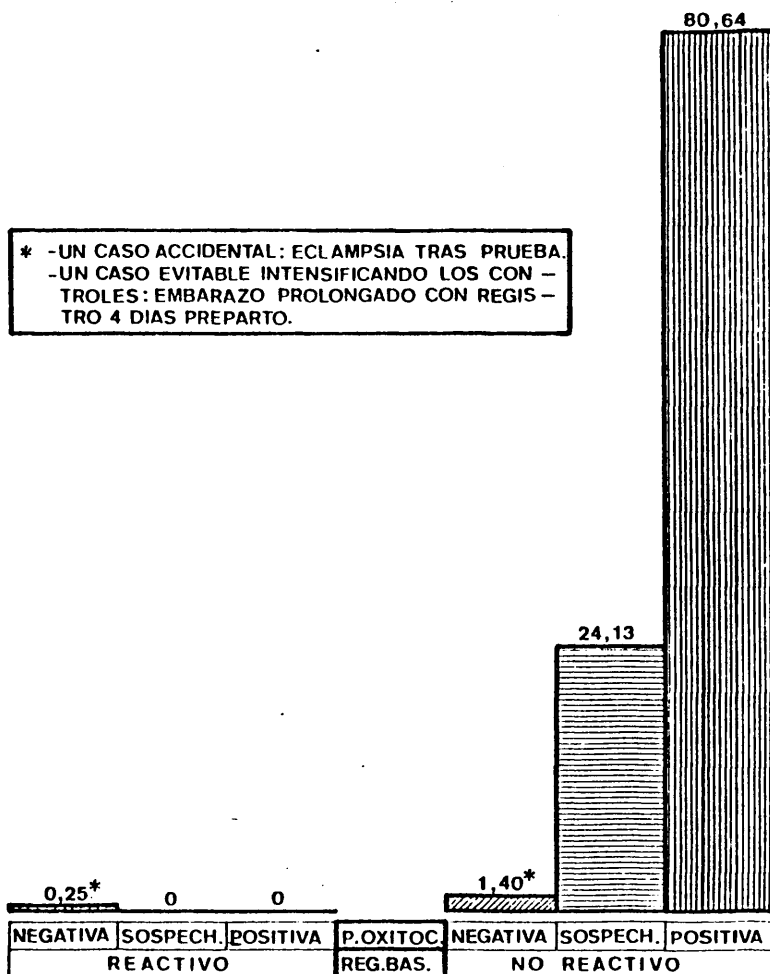 80,64
* -UN CASO ACCIDENTAL: ECLAMPSIA TRAS PRUEBA.
-UN CASO EVITABLE INTENSIFICANDO LOS CON –
TROLES: EMBARAZO PROLONGADO CON REGIS –
TRO 4 DIAS PREPARTO.
24,13
0,25* 0 0 1,40*
NEGATIVA SOSPECH. POSITIVA P.OXITOC. NEGATIVA SOSPECH. POSITIVA
REACTIVO REG.BAS. NO REACTIVO